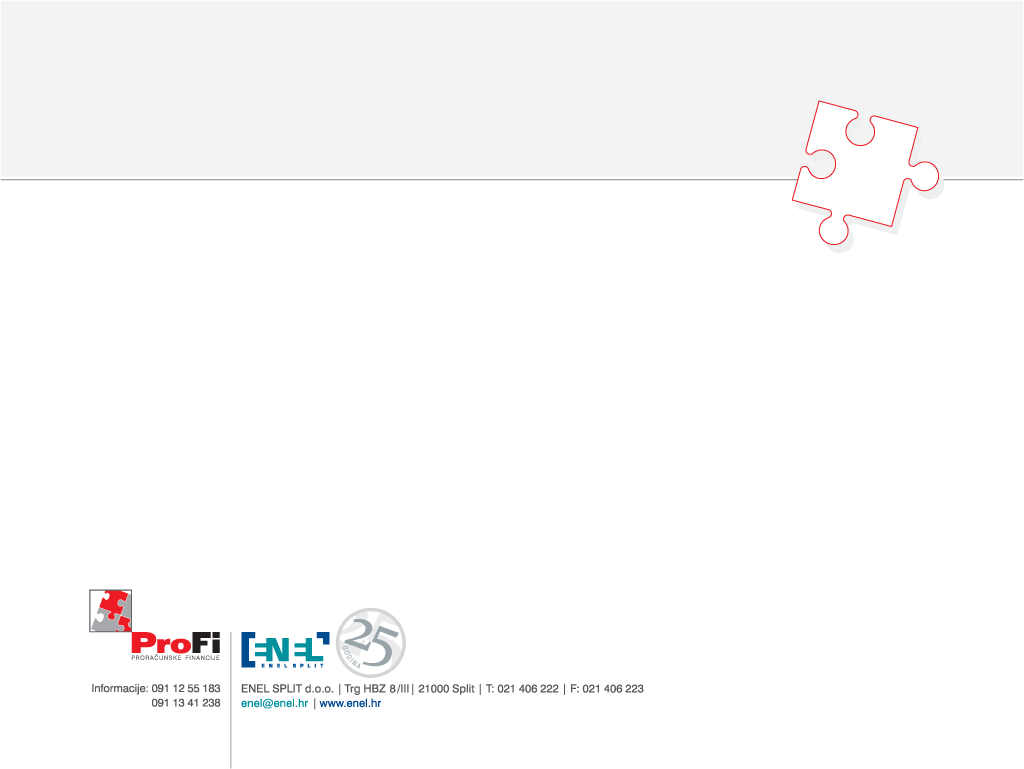 ProFi
PRORAČUNSKE FINANCIJE
Informacije: 091 12 55 183
091 13 41 238
ENEL
ENEL SPLIT
25
GODINA
ENEL SPLIT d.o.o. | Trg HBZ 8/III | 21000 Split | T: 021 406 222 | F: 021 406 223
enel@enel.hr | www.enel.hr